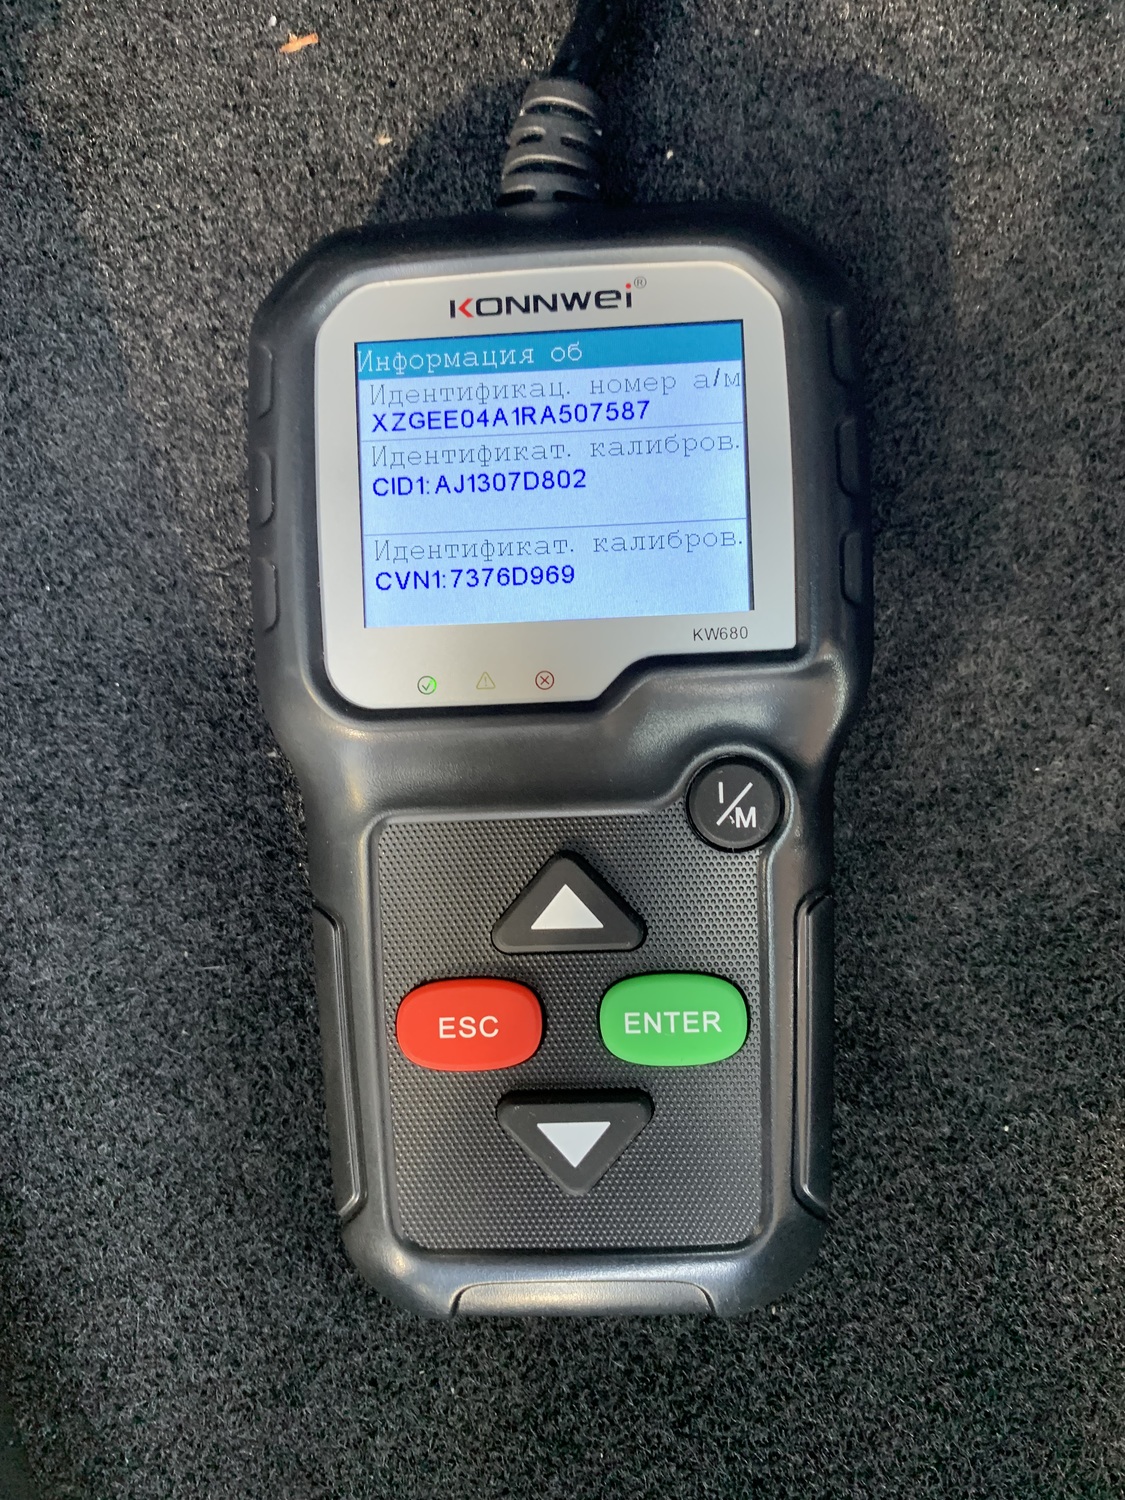 KONNWEI®
Информация об
Идентификац. номер а/м
XZGEE04A1RA507587
Идентификат. калибров.
CID1:AJ1307D802
Идентификат. калибров.
CVN1:7376D969
KW680
I/M
ESC
ENTER